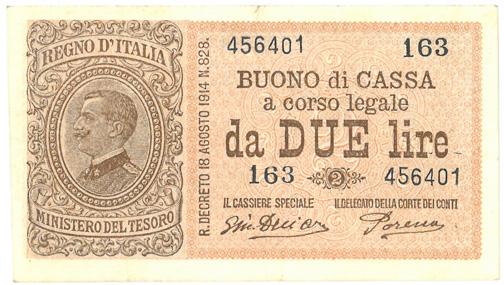 REGNO D'ITALIA
MINISTERO DEL TESORO
R. DECRETO 18 AGOSTO 1914 N. 828.
456401 163
BUONO di CASSA
a corso legale
da DUE lire
163 2 456401
IL CASSIERE SPECIALE IL DELEGATO DELLA CORTE DEI CONTI
Porena